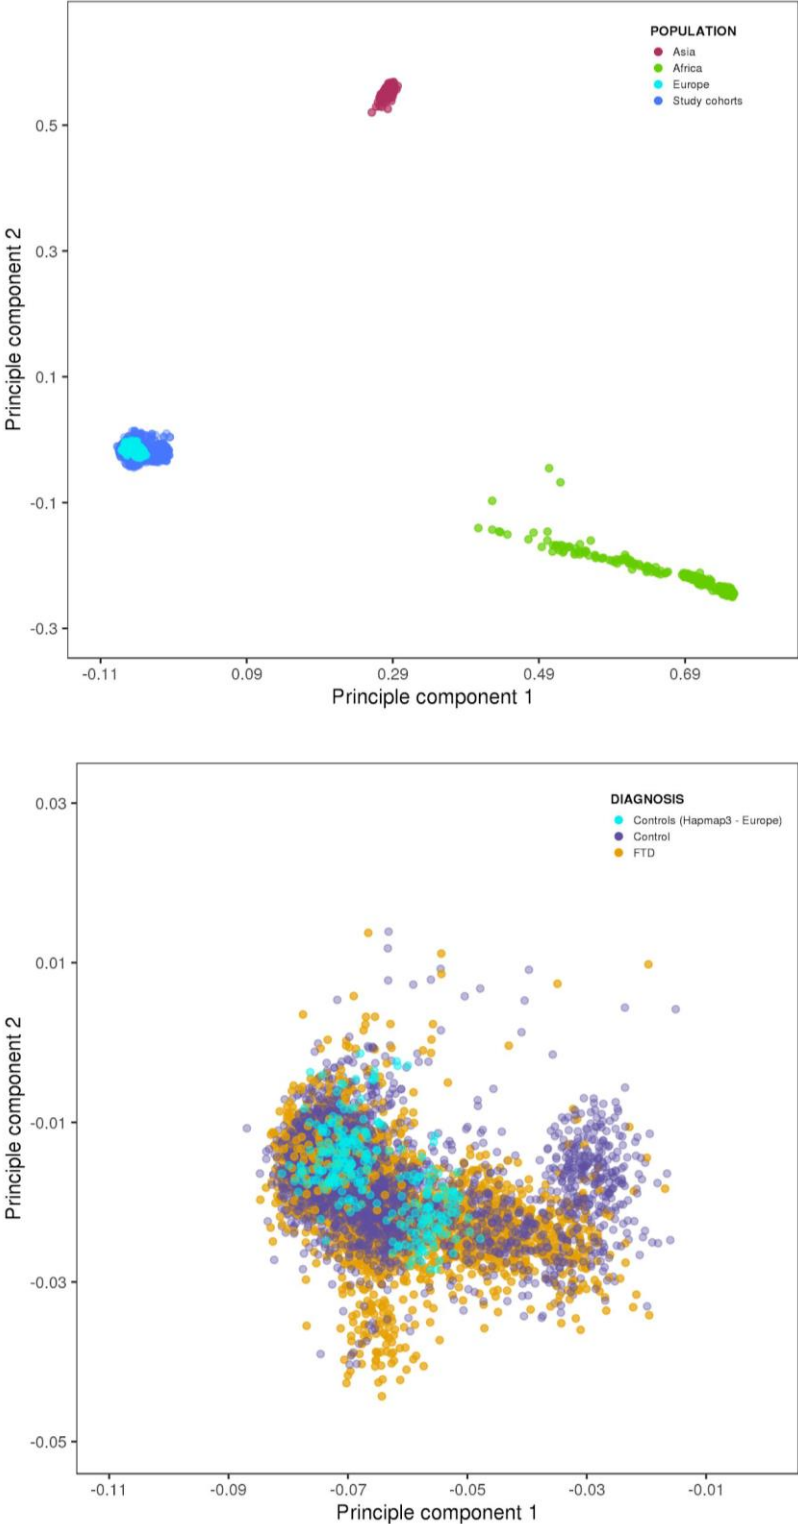 POPULATION
Asia
Africa
Europe
Study cohorts
0.5
0.3
0.1
-0.1
-0.3
Principle component 2
-0.11 0.09 0.29 0.49 0.69
Principle component 1
DIAGNOSIS
Controls (Hapmap3 - Europe)
Control
FTD
0.03
0.01
-0.01
-0.03
-0.05
Principle component 2
-0.11 -0.09 -0.07 -0.05 -0.03 -0.01
Principle component 1